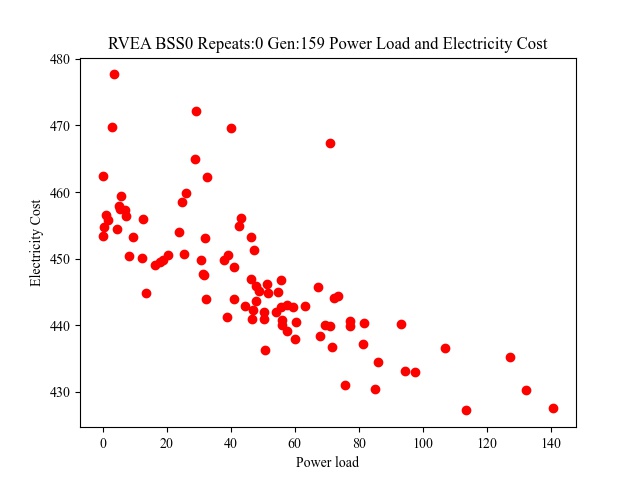 RVEA BSS0 Repeats:0 Gen:159 Power Load and Electricity Cost
480
470
460
450
440
430
Electricity Cost
0 20 40 60 80 100 120 140
Power load